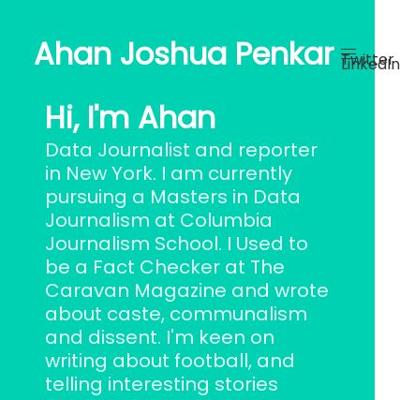 Ahan Joshua Penkar
Twitter
LinkedIn
Hi, I'm Ahan
Data Journalist and reporter
in New York. I am currently
pursuing a Masters in Data
Journalism at Columbia
Journalism School. I Used to
be a Fact Checker at The
Caravan Magazine and wrote
about caste, communalism
and dissent. I'm keen on
writing about football, and
telling interesting stories